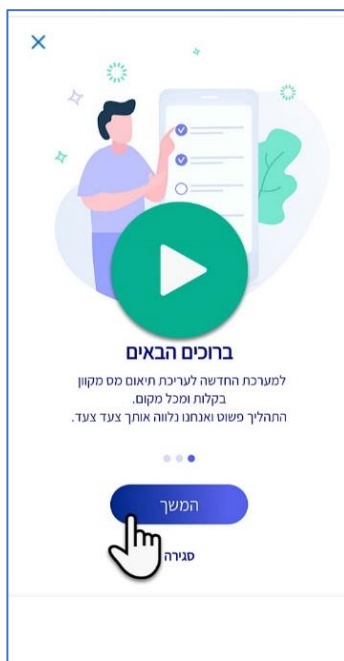 ברוכים הבאים
למערכת החדשה לעריכת תיאום מס מקוון
בקלות ומכל מקום.
התהליך פשוט ואנחנו נלווה אותך צעד צעד.
המשך
סגירה